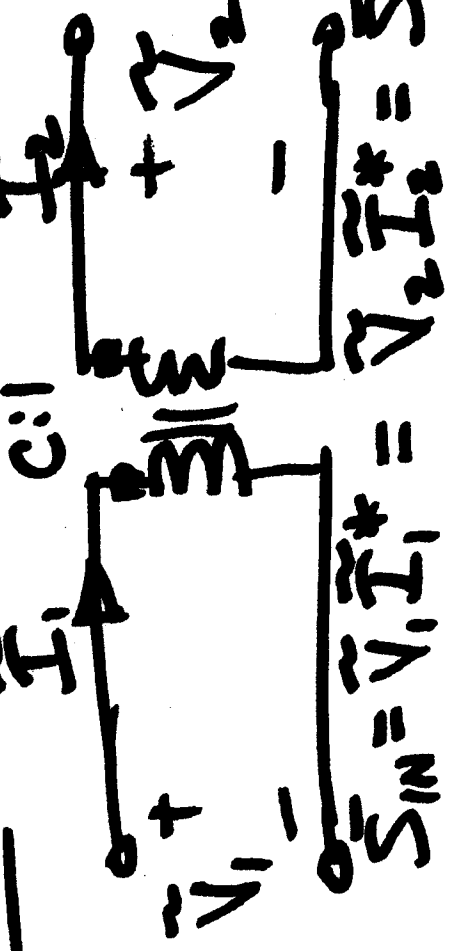 Ĩ₁ C:1 Ĩ₂
+ +
Ṽ₁ Ṽ₂
− −
S̄IN = Ṽ₁Ĩ₁* = Ṽ₂Ĩ₂* = S̄